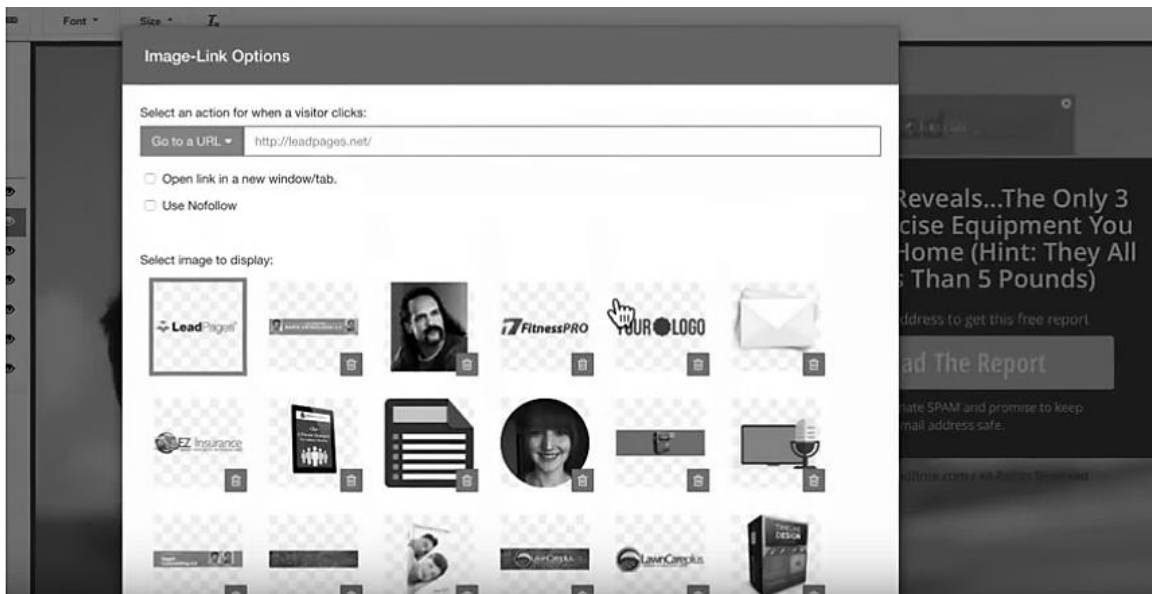 Font
Size
Image-Link Options
Select an action for when a visitor clicks:
Go to a URL
http://leadpages.net/
Open link in a new window/tab.
Use Nofollow
Select image to display:
LeadPages
FitnessPRO
YOUR LOGO
EZ Insurance
LawnCareplus
LawnCareplus
TIMELINE
DESIGN
Reveals...The Only 3
cise Equipment You
Home (Hint: They All
s Than 5 Pounds)
ddress to get this free report
ad The Report
nate SPAM and promise to keep
mail address safe.